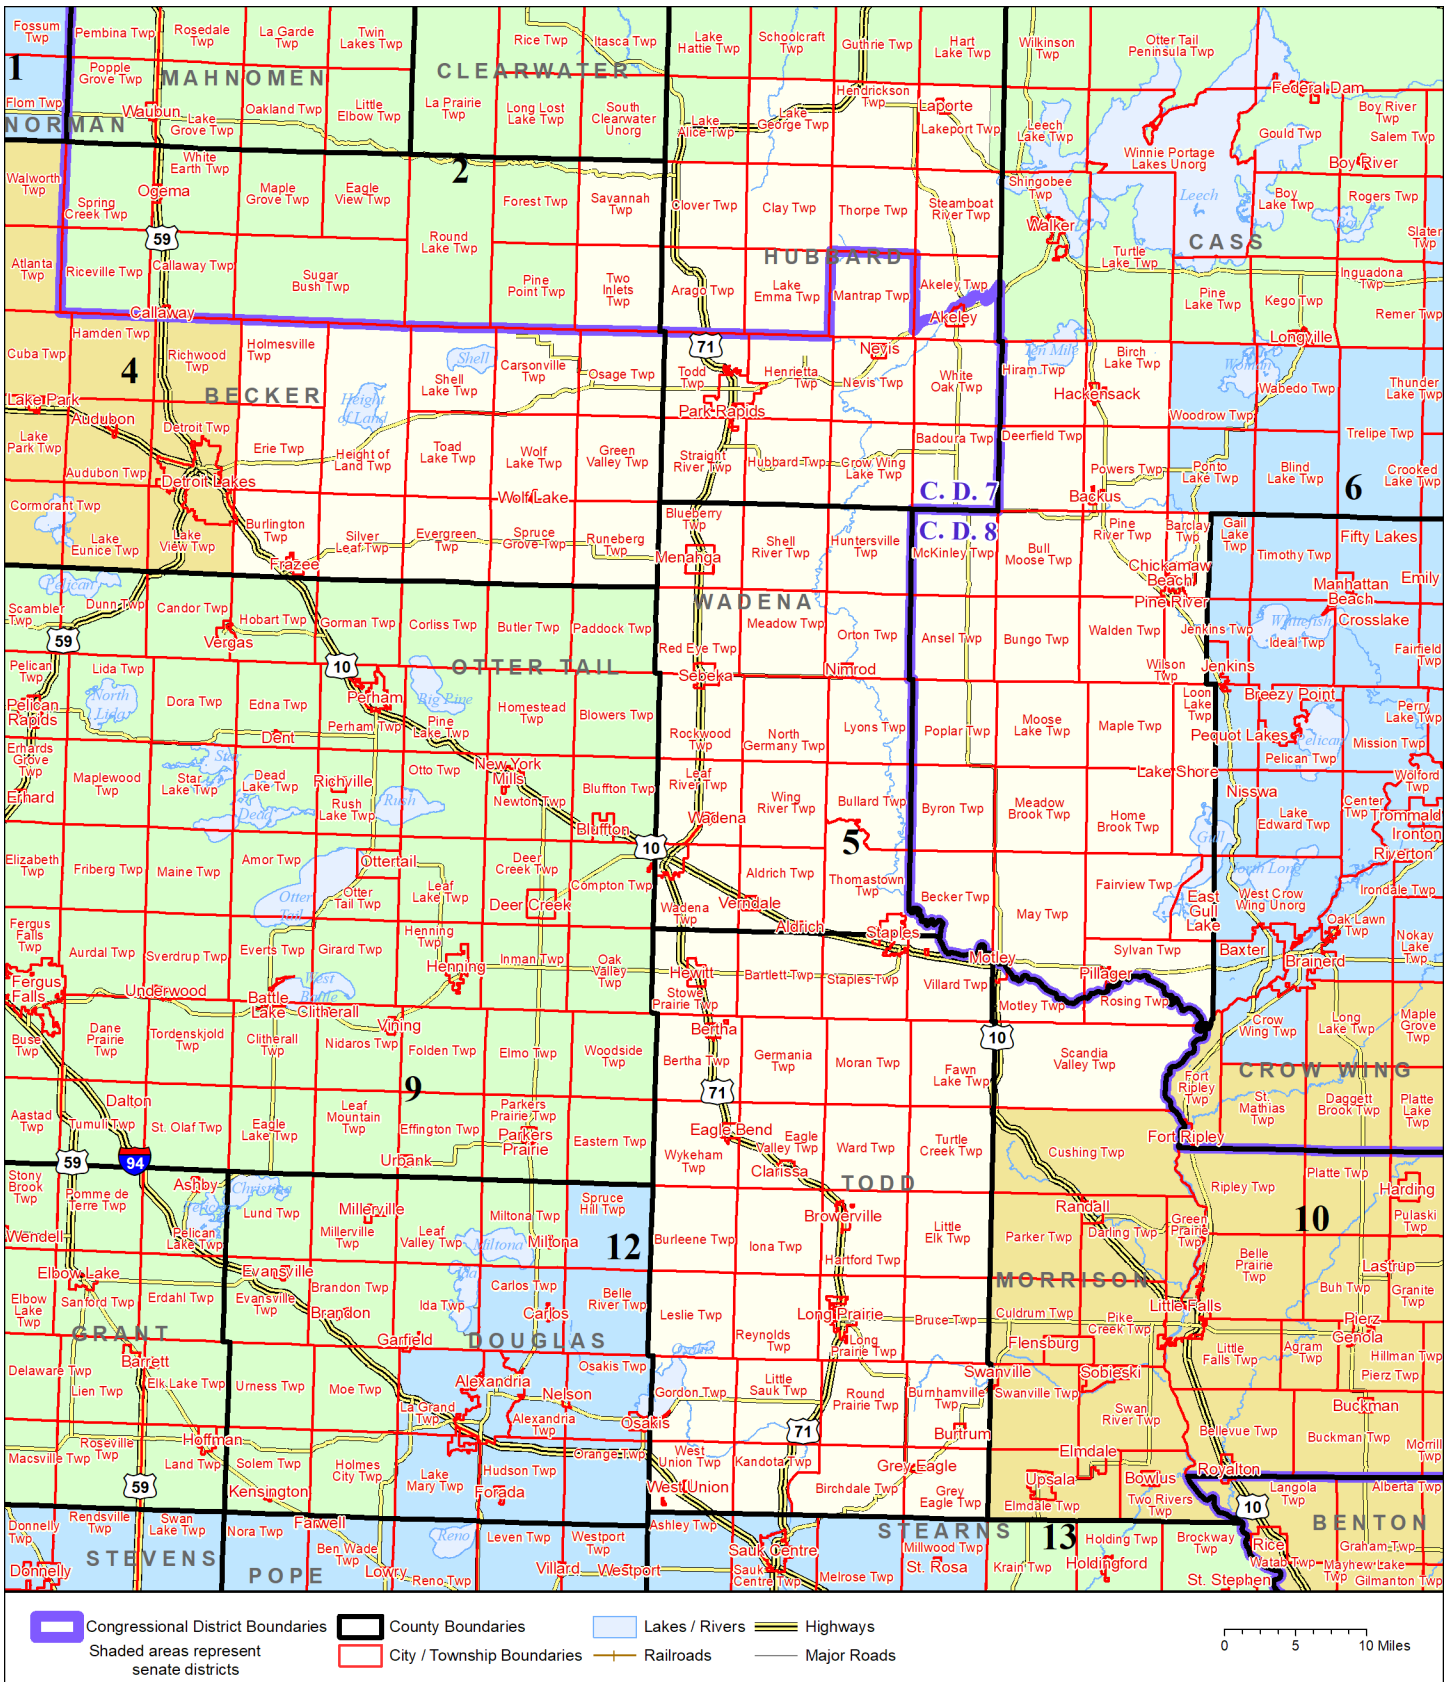 Fossum
Twp
Pembina Twp
Rosedale
Twp
La Garde
Twp
Twin
Lakes Twp
Rice Twp
Itasca Twp
Lake
Hattie Twp
Schoolcraft
Twp
Guthrie Twp
Hart
Lake Twp
Wilkinson
Twp
Otter Tail
Peninsula Twp
1
Popple
Grove Twp
MAHNOMEN
CLEARWATER
Flom Twp
NORMAN
Waubun
Lake
Grove Twp
Oakland Twp
Little
Elbow Twp
La Prairie
Twp
Long Lost
Lake Twp
South
Clearwater
Unorg
Lake
Alice Twp
Lake
George Twp
Hendrickson
Twp
Laporte
Lakeport Twp
Leech
Lake Twp
Federal Dam
Boy River
Twp
Gould Twp
Salem Twp
Winnie Portage
Lakes Unorg
Boy River
Walworth
Twp
White
Earth Twp
Ogema
Spring
Creek Twp
Maple
Grove Twp
Eagle
View Twp
2
Forest Twp
Savannah
Twp
Clover Twp
Clay Twp
Thorpe Twp
Steamboat
River Twp
Shingobee
Twp
Walker
Leech
Boy
Lake Twp
Rogers Twp
Boy
Slater
Twp
CASS
59
Atlanta
Twp
Riceville Twp
Callaway Twp
Sugar
Bush Twp
Round
Lake Twp
Pine
Point Twp
Two
Inlets
Twp
Arago Twp
HUBBARD
Lake
Emma Twp
Mantrap Twp
Akeley Twp
Akeley
Turtle
Lake Twp
Pine
Lake Twp
Kego Twp
Inguadona
Twp
Remer Twp
Longville
Callaway
Hamden Twp
Cuba Twp
4
Richwood
Twp
Holmesville
Twp
BECKER
Shell
Shell
Lake Twp
Carsonville
Twp
Osage Twp
71
Todd
Twp
Park Rapids
Henrietta
Twp
Nevis
Nevis Twp
White
Oak Twp
Ten Mile
Hiram Twp
Birch
Lake Twp
Hackensack
Woman
Wabedo Twp
Thunder
Lake Twp
Woodrow Twp
Trelipe Twp
Lake Park
Audubon
Lake
Park Twp
Audubon Twp
Detroit Twp
Detroit Lakes
Erie Twp
Height
of Land
Height of
Land Twp
Toad
Lake Twp
Wolf
Lake Twp
Green
Valley Twp
Straight
River Twp
Hubbard Twp
Crow Wing
Lake Twp
Badoura Twp
Deerfield Twp
Powers Twp
Backus
Ponto
Lake Twp
Blind
Lake Twp
Crooked
Lake Twp
6
C. D. 7
C. D. 8
Cormorant Twp
Lake
Eunice Twp
Lake
View Twp
Burlington
Twp
Frazee
Silver
Leaf Twp
Evergreen
Twp
Wolf Lake
Spruce
Grove Twp
Runeberg
Twp
Blueberry
Twp
Menahga
Shell
River Twp
Huntersville
Twp
McKinley Twp
Bull
Moose Twp
Pine
River Twp
Barclay
Twp
Gail
Lake
Twp
Timothy Twp
Fifty Lakes
Chickamaw
Beach
Pine River
Manhattan
Beach
Emily
Crosslake
Pelican
Scambler
Twp
Dunn Twp
Candor Twp
Hobart Twp
Vergas
Gorman Twp
Corliss Twp
Butler Twp
Paddock Twp
WADENA
Meadow Twp
Red Eye Twp
Sebeka
Orton Twp
Nimrod
Ansel Twp
Bungo Twp
Walden Twp
Wilson
Twp
Jenkins Twp
Jenkins
Whitefish
Ideal Twp
Fairfield
Twp
59
10
OTTER TAIL
Pelican
Twp
Lida Twp
Pelican
Rapids
North
Lida
Dora Twp
Edna Twp
Dent
Perham
Perham Twp
Big Pine
Pine
Lake Twp
Homestead
Twp
Blowers Twp
Rockwood
Twp
North
Germany Twp
Lyons Twp
Poplar Twp
Moose
Lake Twp
Maple Twp
Loon
Lake
Twp
Breezy Point
Pequot Lakes
Pelican
Pelican Twp
Perry
Lake Twp
Mission Twp
Erhards
Grove
Twp
Erhard
Maplewood
Twp
Star
Star
Lake Twp
Dead
Lake Twp
Dead
Richville
Rush
Lake Twp
Rush
Otto Twp
New York
Mills
Newton Twp
Bluffton Twp
Bluffton
Leaf
River Twp
Wadena
Wing
River Twp
Bullard Twp
Byron Twp
Meadow
Brook Twp
Home
Brook Twp
Lake Shore
Nisswa
Lake
Edward Twp
Center
Twp
Wolford
Twp
Trommald
Ironton
Riverton
Gull
Elizabeth
Twp
Friberg Twp
Maine Twp
Amor Twp
Ottertail
Otter
Tail
Otter
Tail Twp
Leaf
Lake Twp
Deer
Creek Twp
Deer Creek
Compton Twp
10
5
Wadena
Twp
Verndale
Aldrich Twp
Aldrich
Thomastown
Twp
Staples
Becker Twp
May Twp
Fairview Twp
East
Gull
Lake
North Long
West Crow
Wing Unorg
Irondale Twp
Oak Lawn
Twp
Nokay
Lake
Twp
Fergus
Falls
Twp
Fergus
Falls
Aurdal Twp
Sverdrup Twp
Underwood
Everts Twp
Girard Twp
Henning
Twp
Henning
Inman Twp
Oak
Valley
Twp
Hewitt
Stowe
Prairie Twp
Bartlett Twp
Staples Twp
Motley
Villard Twp
Motley Twp
Pillager
Sylvan Twp
Rosing Twp
Baxter
Brainerd
Battle
Lake
West
Battle
Clitherall
Buse
Twp
Dane
Prairie
Twp
Tordenskjold
Twp
Clitherall
Twp
Nidaros Twp
Vining
Folden Twp
Elmo Twp
Woodside
Twp
Bertha
Bertha Twp
Germania
Twp
Moran Twp
Fawn
Lake Twp
10
Scandia
Valley Twp
Crow
Wing Twp
Long
Lake Twp
Maple
Grove
Twp
CROW WING
Fort
Ripley
Twp
St.
Mathias
Twp
Daggett
Brook Twp
Platte
Lake
Twp
Fort Ripley
9
71
Aastad
Twp
Dalton
Tumuli Twp
St. Olaf Twp
Eagle
Lake Twp
Leaf
Mountain
Twp
Effington Twp
Urbank
Parkers
Prairie Twp
Parkers
Prairie
Eastern Twp
Eagle Bend
Wykeham
Twp
Eagle
Valley Twp
Clarissa
Ward Twp
Turtle
Creek Twp
Cushing Twp
59
94
Stony
Brook
Twp
Pomme de
Terre Twp
Ashby
Christina
Pelican
Lake Twp
Lund Twp
Millerville
Millerville
Twp
Leaf
Valley Twp
Miltona Twp
Miltona
Miltona
Spruce
Hill Twp
12
TODD
Browerville
Burleene Twp
Iona Twp
Hartford Twp
Little
Elk Twp
Randall
Parker Twp
Darling Twp
Green
Prairie
Twp
Ripley Twp
Platte Twp
Harding
Pulaski
Twp
10
Belle
Prairie
Twp
Buh Twp
Lastrup
Granite
Twp
Wendell
Elbow Lake
Elbow
Lake
Twp
Sanford Twp
Erdahl Twp
Evansville
Evansville
Twp
Brandon Twp
Brandon
Ida Twp
Carlos Twp
Carlos
Belle
River Twp
Leslie Twp
Long Prairie
Reynolds
Twp
Long
Prairie Twp
Bruce Twp
MORRISON
Culdrum Twp
Flensburg
Pike
Creek Twp
Little Falls
Little
Falls Twp
Agram
Twp
Pierz
Genola
Hillman Twp
Pierz Twp
GRANT
Garfield
DOUGLAS
Osakis
Delaware Twp
Barrett
Lien Twp
Elk Lake Twp
Urness Twp
Moe Twp
La Grand
Twp
Alexandria
Nelson
Osakis Twp
Alexandria
Twp
Osakis
Gordon Twp
Little
Sauk Twp
Round
Prairie Twp
Burnhamville
Twp
Swanville
Swanville Twp
Sobieski
Swan
River Twp
Buckman
Bellevue Twp
Buckman Twp
Morrill
Twp
Roseville
Twp
Macsville Twp
Hoffman
Land Twp
Solem Twp
Kensington
Holmes
City Twp
Lake
Mary Twp
Hudson Twp
Forada
Orange Twp
West
Union Twp
West Union
Kandota Twp
71
Burtrum
Grey Eagle
Birchdale Twp
Grey
Eagle Twp
Elmdale
Upsala
Elmdale Twp
Bowlus
Two Rivers
Twp
Royalton
Langola
Twp
Alberta Twp
59
Donnelly
Twp
Donnelly
Rendsville
Twp
Swan
Lake Twp
STEVENS
Nora Twp
Farwell
POPE
Ben Wade
Twp
Lowry
Reno
Reno Twp
Leven Twp
Villard
Westport
Twp
Westport
Ashley Twp
Sauk Centre
Sauk
Centre Twp
Melrose Twp
STEARNS
Millwood Twp
St. Rosa
13
Krain Twp
Holding Twp
Holdingford
Brockway
Twp
St. Stephen
10
Rice
Watab Twp
BENTON
Graham Twp
Mayhew Lake
Twp
Gilmanton Twp
Congressional District Boundaries
Shaded areas represent
senate districts
County Boundaries
City / Township Boundaries
Lakes / Rivers
Railroads
Highways
Major Roads
0 5 10 Miles